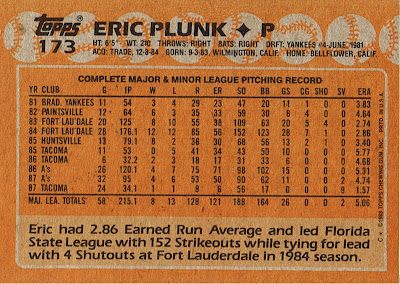 Topps
173
ERIC PLUNK ◆ P
HT: 6'5" WT: 210 THROWS: RIGHT BATS: RIGHT DRFT: YANKEES #4-JUNE, 1981
ACQ: TRADE, 12-8-84 BORN: 9-3-63, WILMINGTON, CALIF. HOME: BELLFLOWER, CALIF.
COMPLETE MAJOR & MINOR LEAGUE PITCHING RECORD
YR CLUB G IP W L R ER SO BB GS CG SHO SV ERA
81 BRAD. YANKEES 11 54 3 4 29 23 47 20 11 1 0 0 3.83
82 PAINTSVILLE 12 64 6 3 35 33 59 30 8 4 0 0 4.64
83 FORT LAU'DALE 20 125 8 10 55 38 109 63 20 5 4 0 2.74
84 FORT LAU'DALE 28 176.1 12 12 85 56 152 123 28 7 1 2.86
85 HUNTSVILLE 13 79.1 8 2 36 30 68 56 13 2 1 0 3.40
85 TACOMA 11 53 0 5 41 34 43 50 10 0 0 0 5.77
86 TACOMA 6 32.2 2 3 18 17 31 33 6 0 0 0 4.68
86 A's 26 120.1 4 7 75 71 98 102 15 0 0 0 5.31
87 A's 32 95 4 6 53 50 90 62 11 0 0 2 4.74
87 TACOMA 24 34.1 1 1 8 6 56 17 0 0 0 9 1.57
MAJ. LEA. TOTALS 58 215.1 8 13 128 121 188 164 26 0 0 2 5.06
Eric had 2.86 Earned Run Average and led Florida
State League with 152 Strikeouts while tying for lead
with 4 Shutouts at Fort Lauderdale in 1984 season.
© 1988 TOPPS CHEWING GUM, INC. PRTD. IN U.S.A.